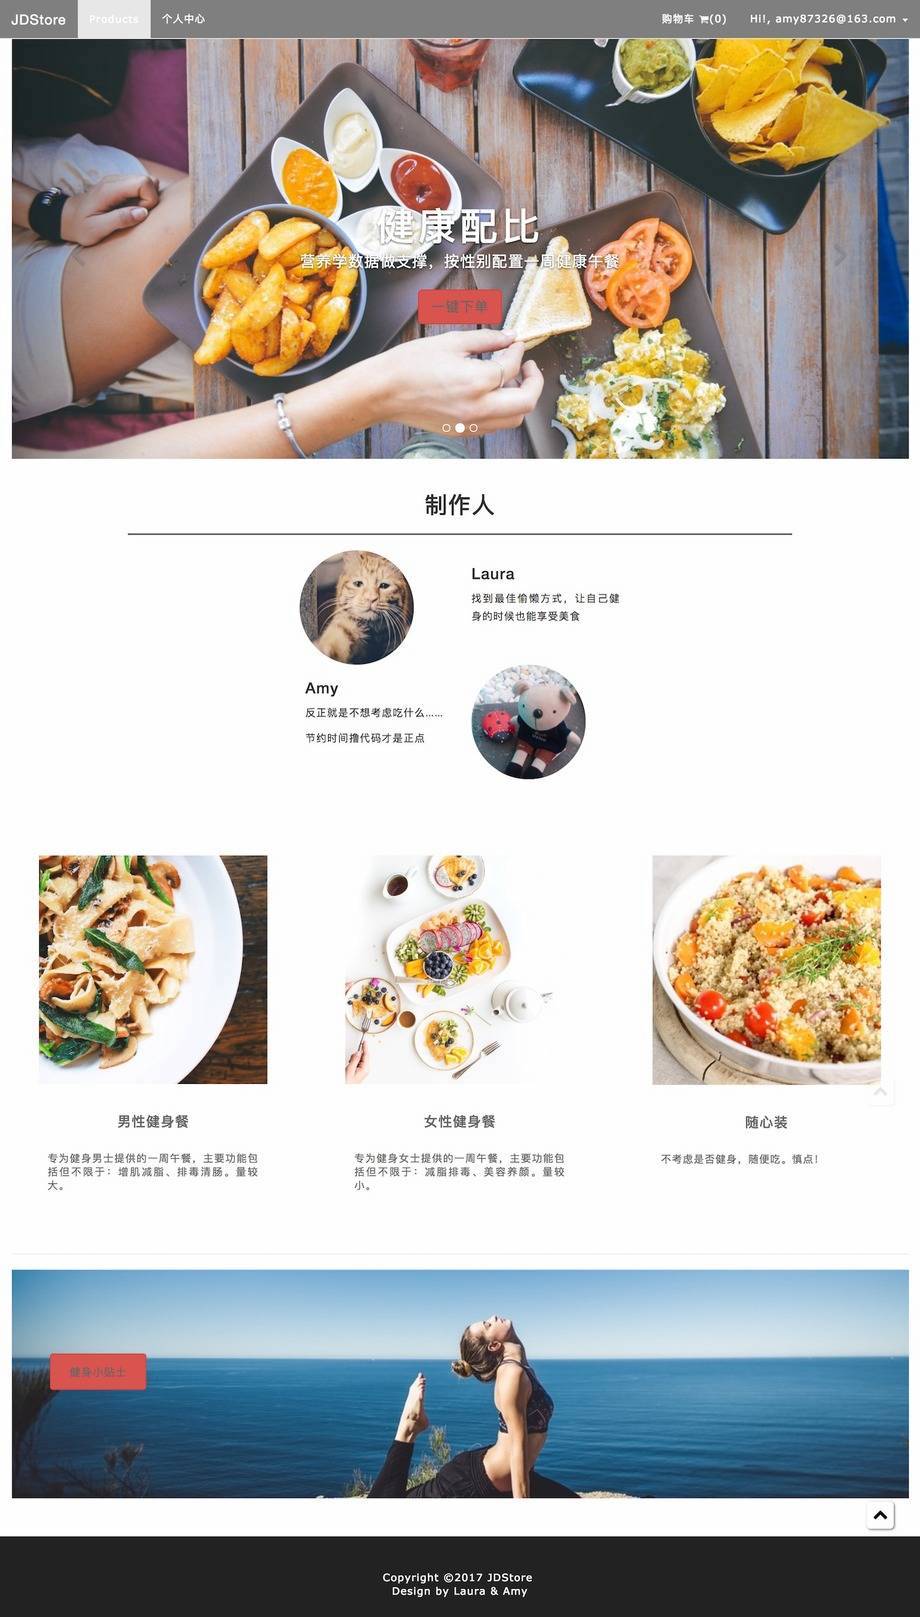 JDStore Products 个人中心 购物车 (0) Hi!, amy87326@163.com
健康配比
营养学数据做支撑，按性别配置一周健康午餐
一键下单
制作人
Laura
找到最佳偷懒方式，让自己健
身的时候也能享受美食
Amy
反正就是不想考虑吃什么……
节约时间撸代码才是正点
男性健身餐
专为健身男士提供的一周午餐，主要功能包
括但不限于：增肌减脂、排毒清肠。量较
大。
女性健身餐
专为健身女士提供的一周午餐，主要功能包
括但不限于：减脂排毒、美容养颜。量较
小。
随心装
不考虑是否健身，随便吃。慎点！
健身小贴士
Copyright ©2017 JDStore
Design by Laura & Amy